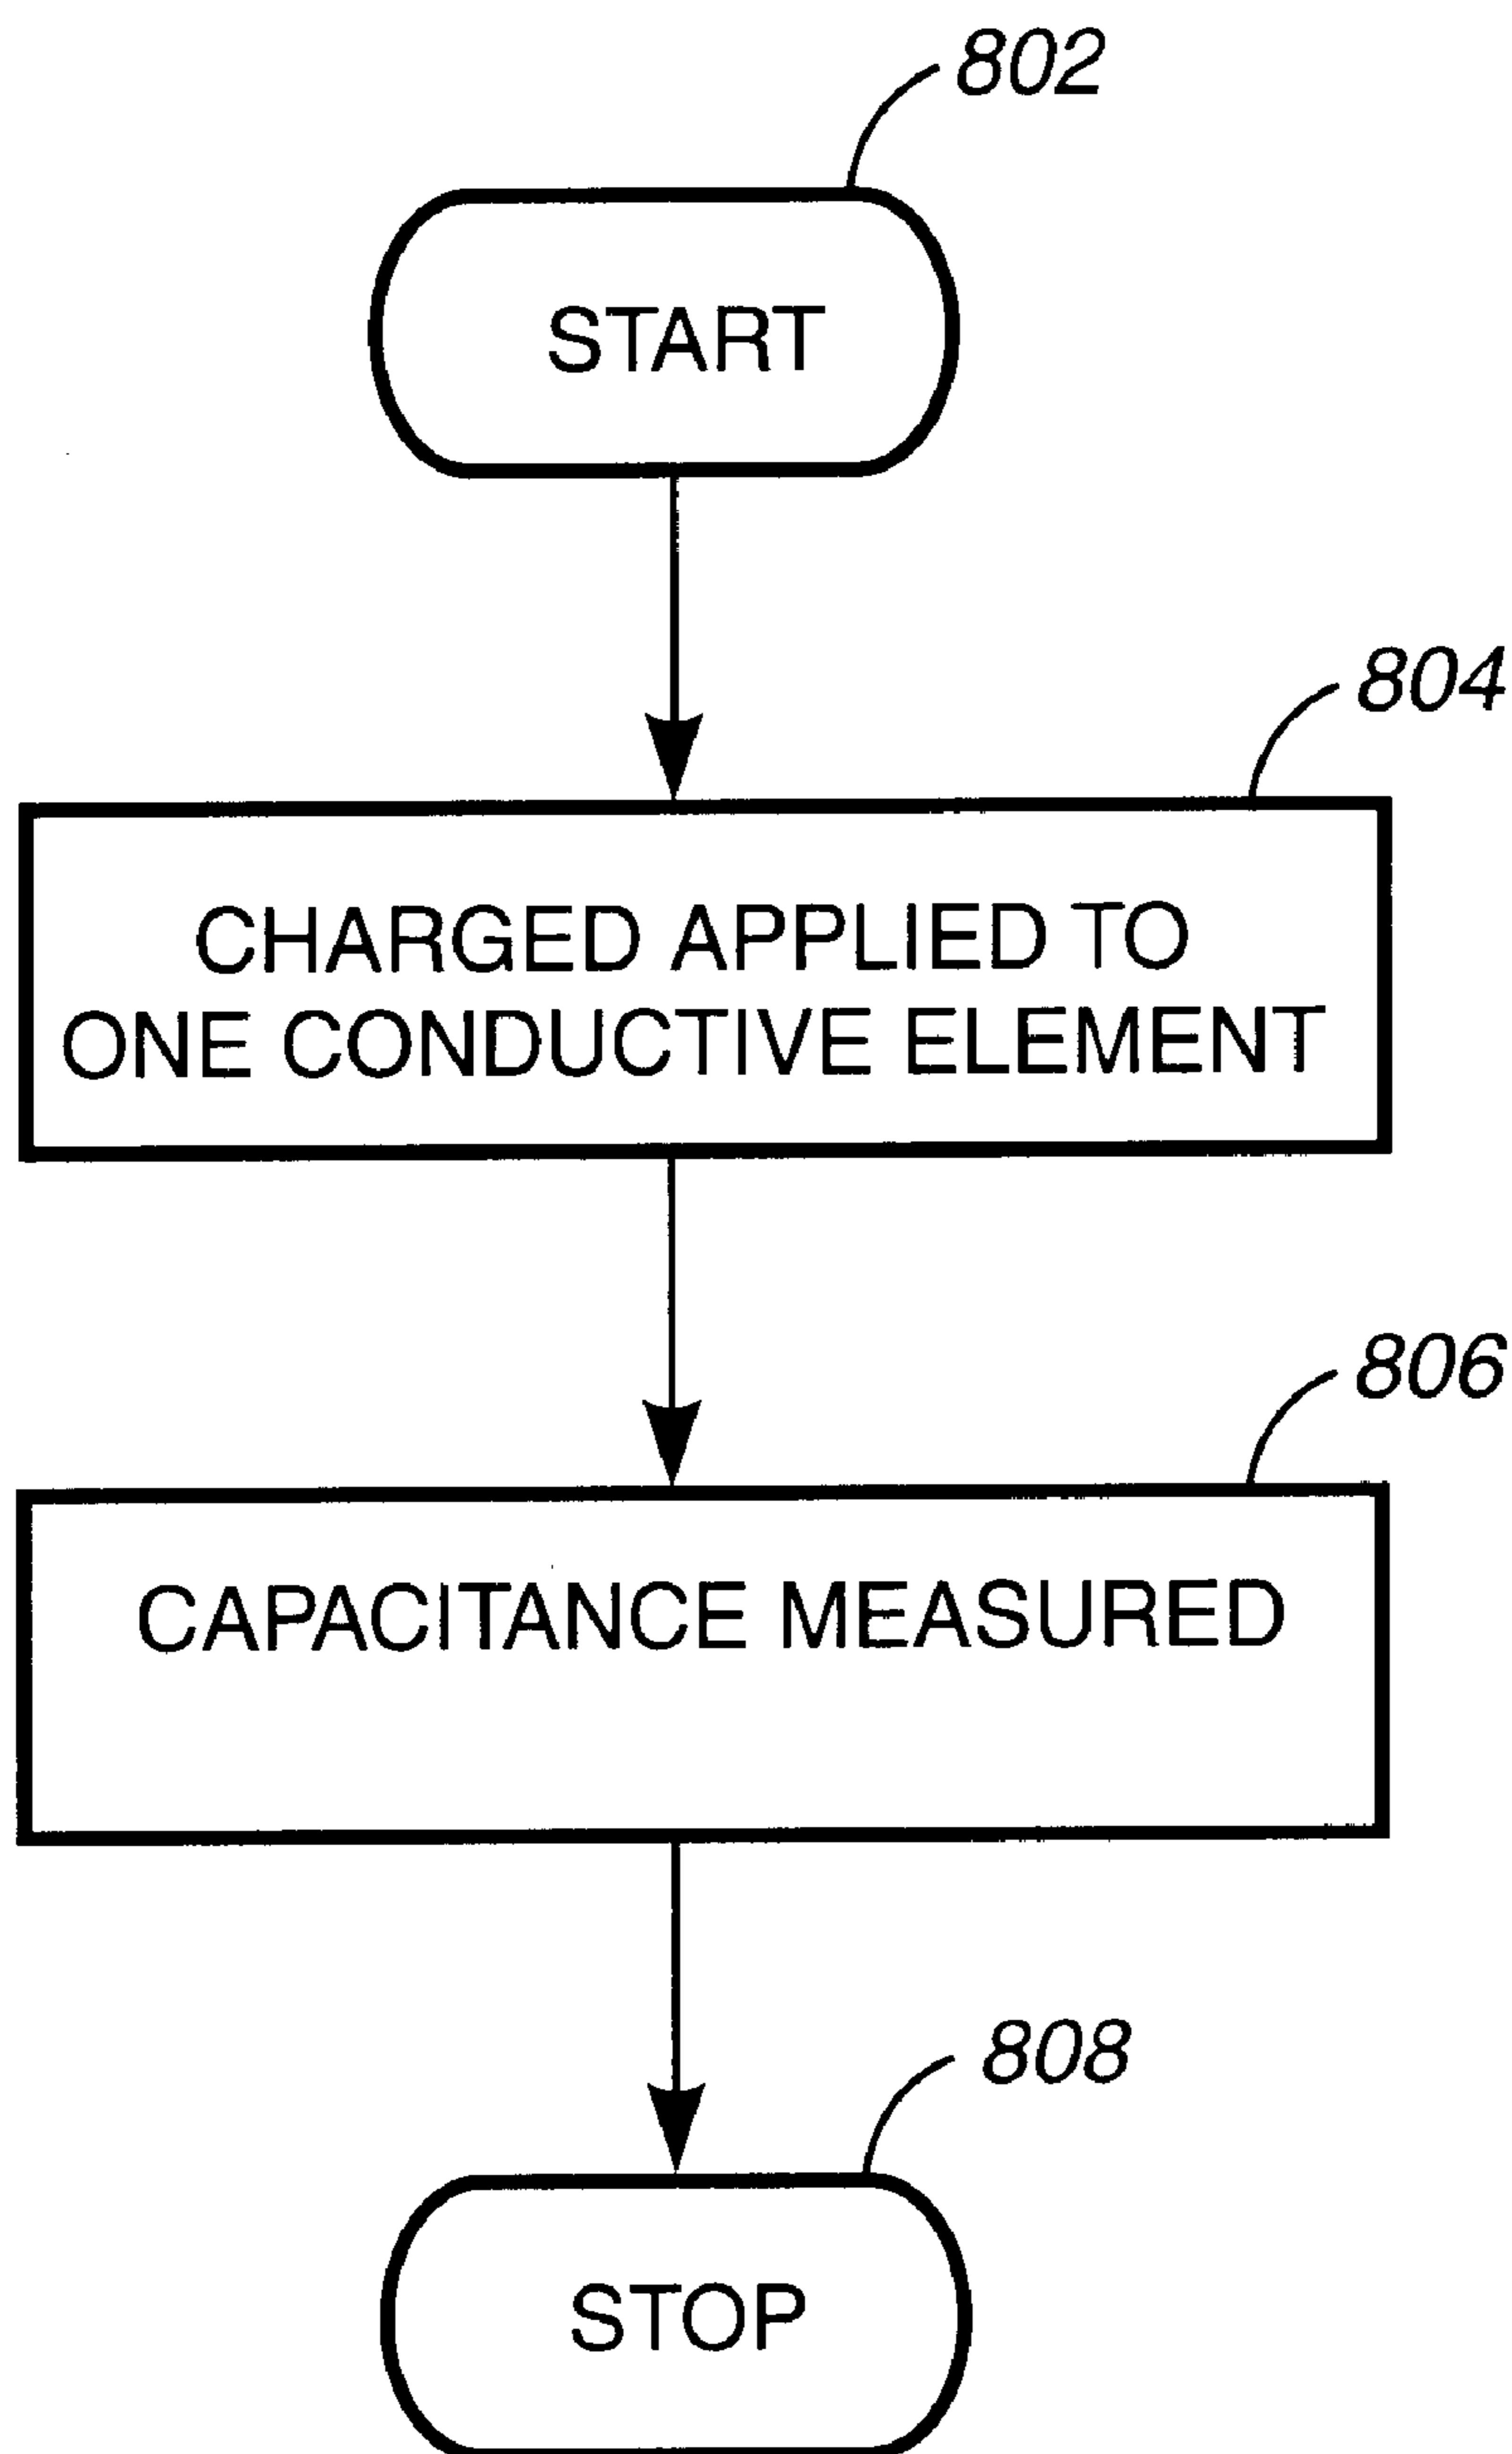 802
START
804
CHARGED APPLIED TO
ONE CONDUCTIVE ELEMENT
806
CAPACITANCE MEASURED
808
STOP